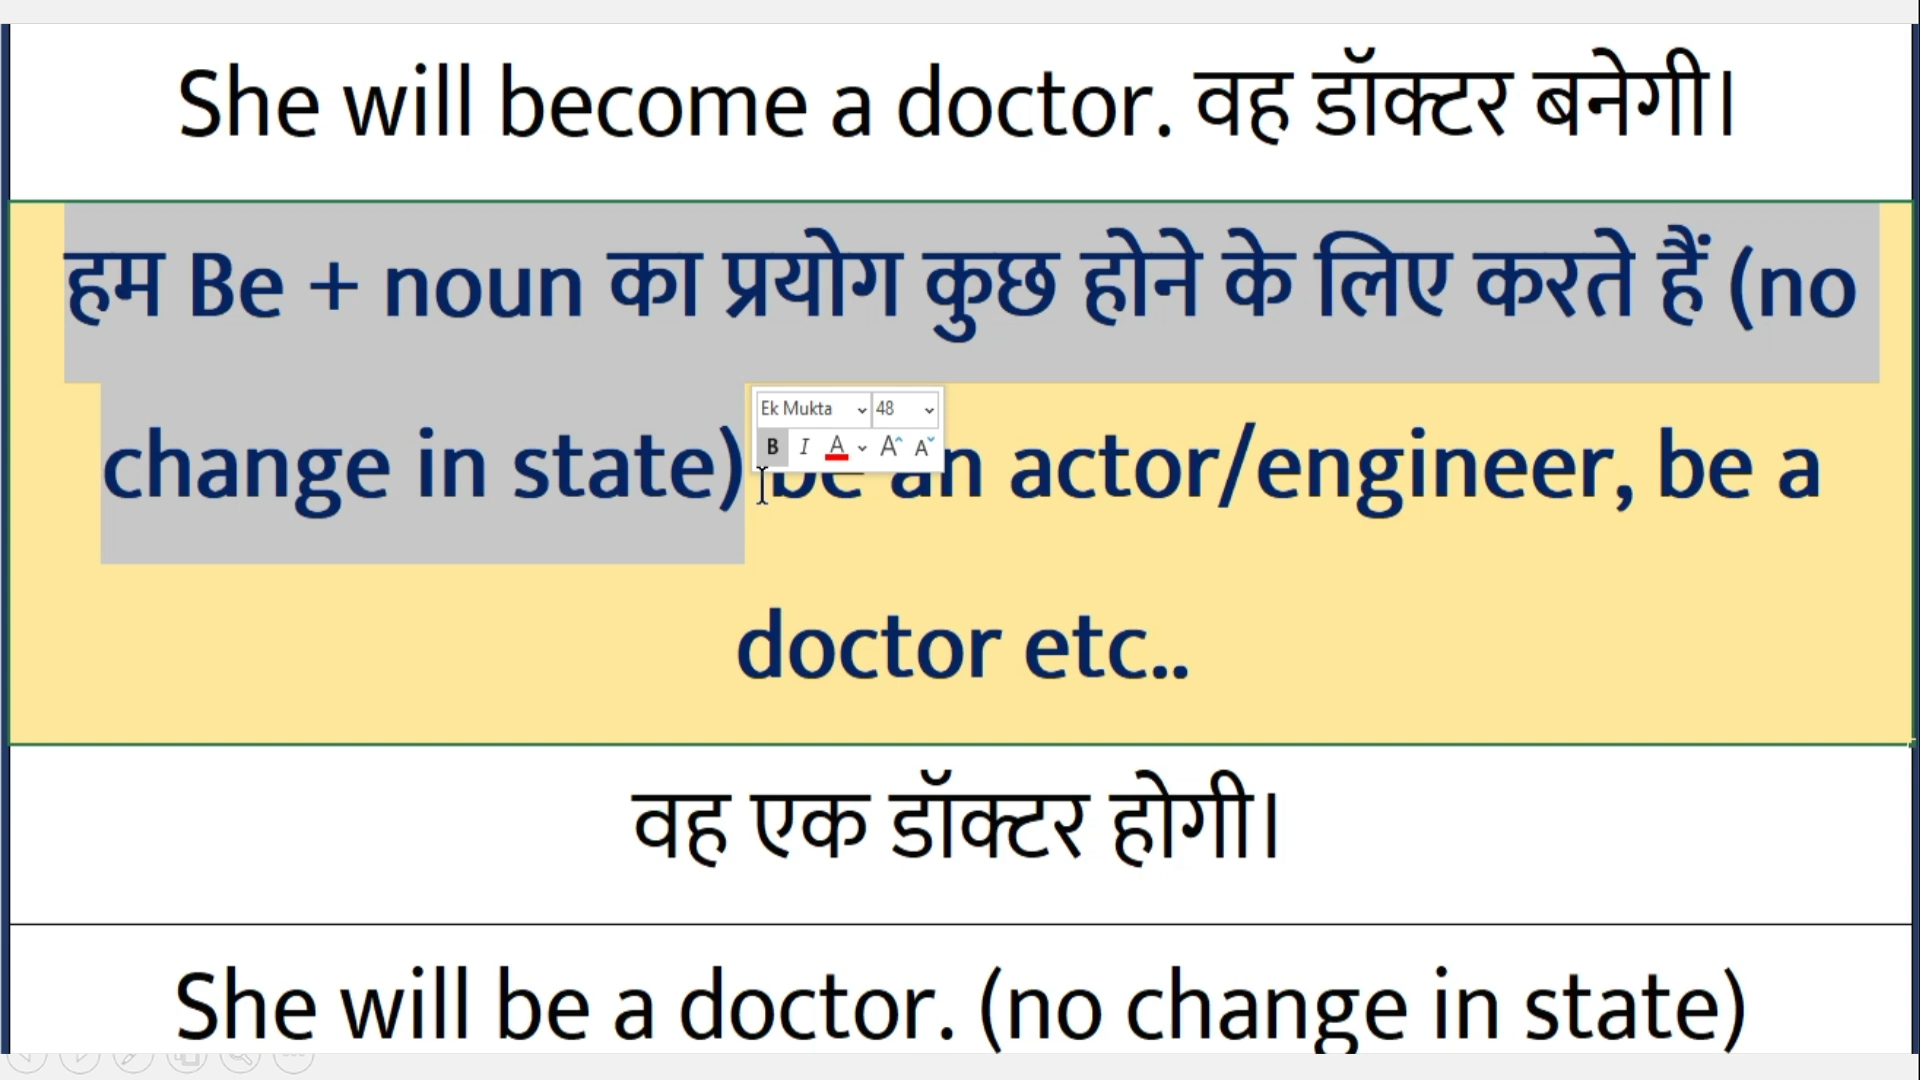 She will become a doctor. वह डॉक्टर बनेगी।
हम Be + noun का प्रयोग कुछ होने के लिए करते हैं (no
Ek Mukta 48
B I A A A
change in state) be an actor/engineer, be a
doctor etc..
वह एक डॉक्टर होगी।
She will be a doctor. (no change in state)